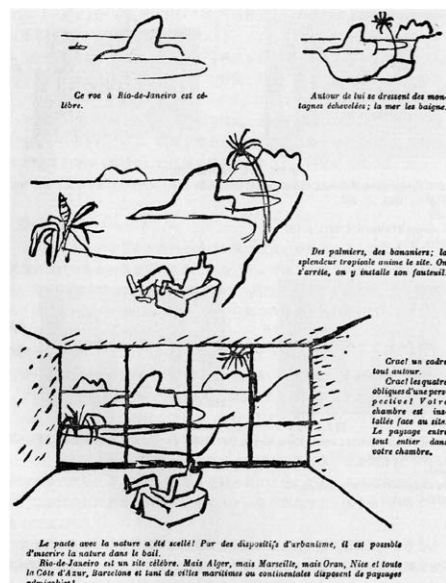 Ce roc à Rio-de-Janeiro est cé-
lèbre.
Autour de lui se dressent des mon-
tagnes échevelées; la mer les baigne.
Des palmiers, des bananiers; la
splendeur tropicale anime le site. On
s'arrête, on y installe son fauteuil.
Crac! un cadre
tout autour.
Crac! les quatre
obliques d'une pers-
pective! Votre
chambre est ins-
tallée face au site.
Le paysage entre
tout entier dans
votre chambre.
Le pacte avec la nature a été scellé! Par des dispositifs d'urbanisme, il est possible
d'inscrire la nature dans le bail.
Rio-de-Janeiro est un site célèbre. Mais Alger, mais Marseille, mais Oran, Nice et toute
la Côte d'Azur, Barcelone et tant de villes maritimes ou continentales disposent de paysages
admirables!